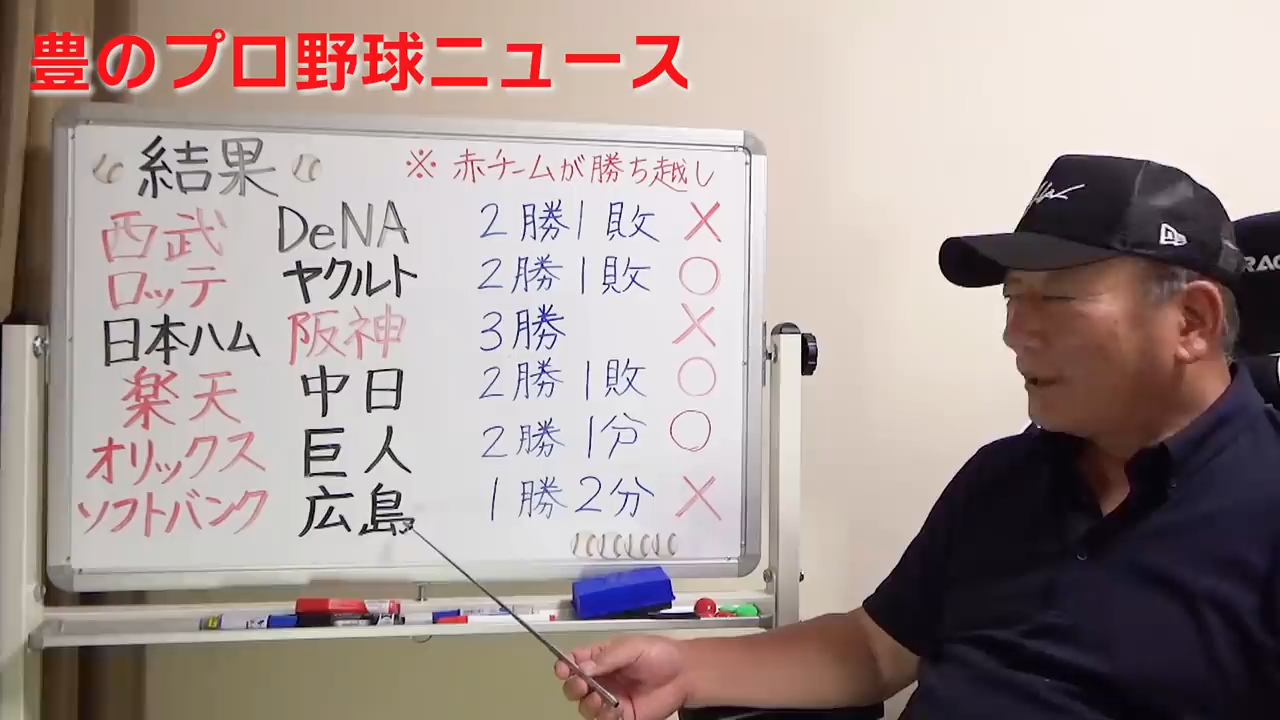 豊のプロ野球ニュース
結果 ※ 赤チームが勝ち越し
西武 DeNA 2勝1敗 ×
ロッテ ヤクルト 2勝1敗 ○
日本ハム 阪神 3勝 ×
楽天 中日 2勝1敗 ○
オリックス 巨人 2勝1分 ○
ソフトバンク 広島 1勝2分 ×